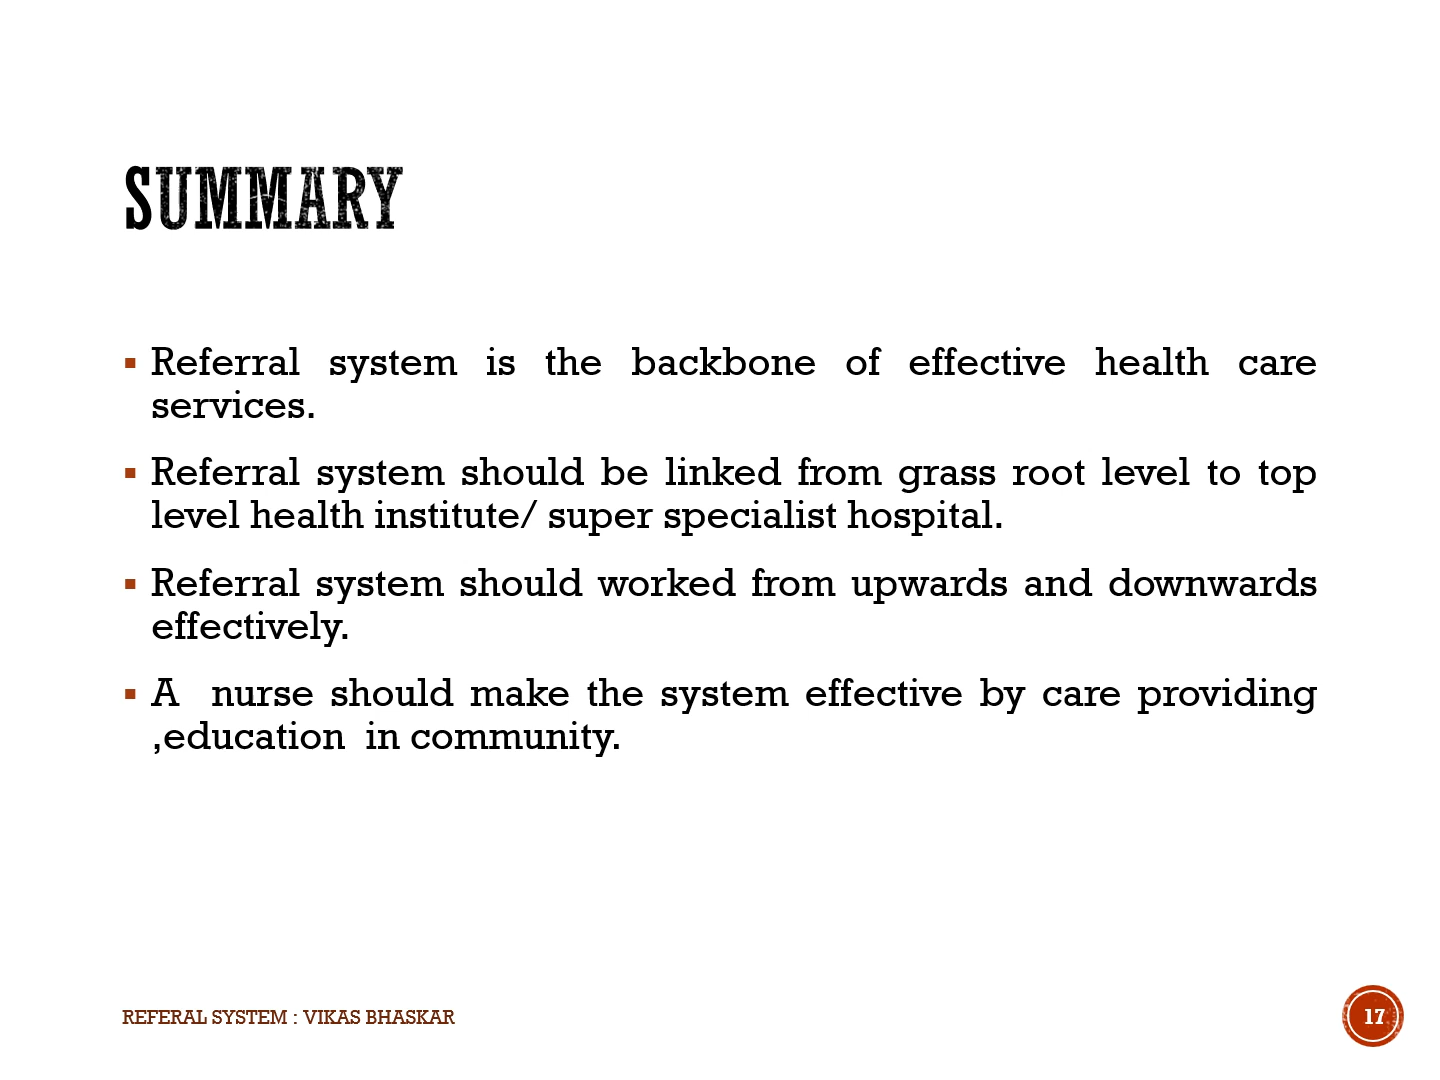 SUMMARY
▪ Referral system is the backbone of effective health care
services.
▪ Referral system should be linked from grass root level to top
level health institute/ super specialist hospital.
▪ Referral system should worked from upwards and downwards
effectively.
▪ A  nurse should make the system effective by care providing
,education  in community.
REFERAL SYSTEM : VIKAS BHASKAR
17